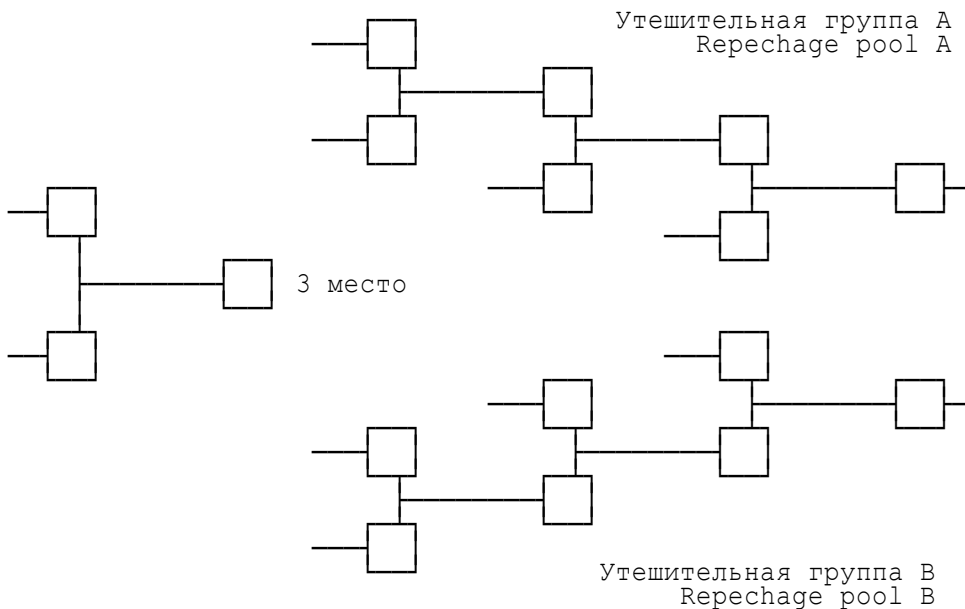 Утешительная группа А
Repechage pool A
3 место
Утешительная группа В
Repechage pool B